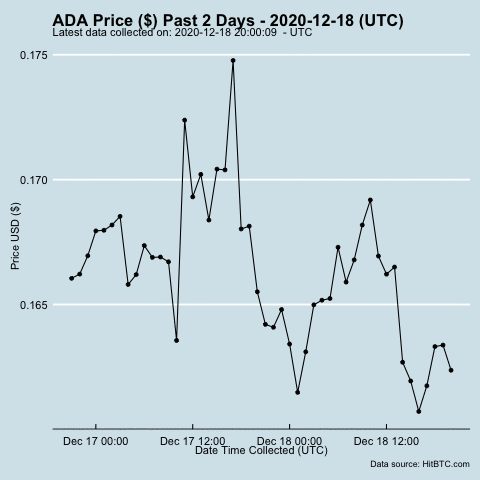 ADA Price ($) Past 2 Days - 2020-12-18 (UTC)
Latest data collected on: 2020-12-18 20:00:09  - UTC
0.175
0.170
0.165
Price USD ($)
Dec 17 00:00 Dec 17 12:00 Dec 18 00:00 Dec 18 12:00
Date Time Collected (UTC)
Data source: HitBTC.com